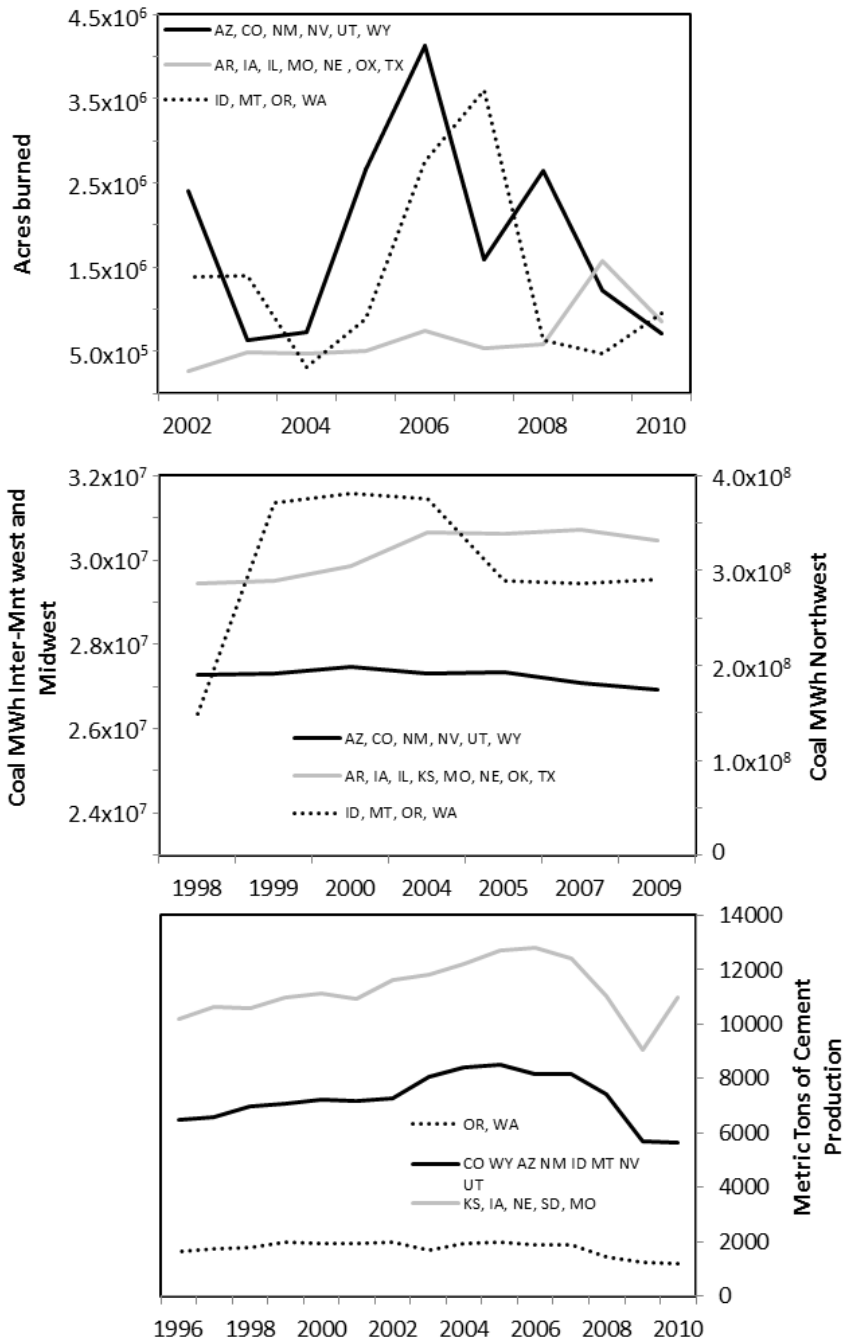 4.5x10⁶
3.5x10⁶
2.5x10⁶
1.5x10⁶
5.0x10⁵
Acres burned
AZ, CO, NM, NV, UT, WY
AR, IA, IL, MO, NE , OX, TX
ID, MT, OR, WA
2002 2004 2006 2008 2010
Coal MWh Inter-Mnt west and
Midwest
3.2x10⁷
3.0x10⁷
2.8x10⁷
2.6x10⁷
2.4x10⁷
AZ, CO, NM, NV, UT, WY
AR, IA, IL, KS, MO, NE, OK, TX
ID, MT, OR, WA
4.0x10⁸
3.0x10⁸
2.0x10⁸
1.0x10⁸
0
Coal MWh Northwest
1998 1999 2000 2004 2005 2007 2009
OR, WA
CO WY AZ NM ID MT NV
UT
KS, IA, NE, SD, MO
14000
12000
10000
8000
6000
4000
2000
0
Metric Tons of Cement
Production
1996 1998 2000 2002 2004 2006 2008 2010